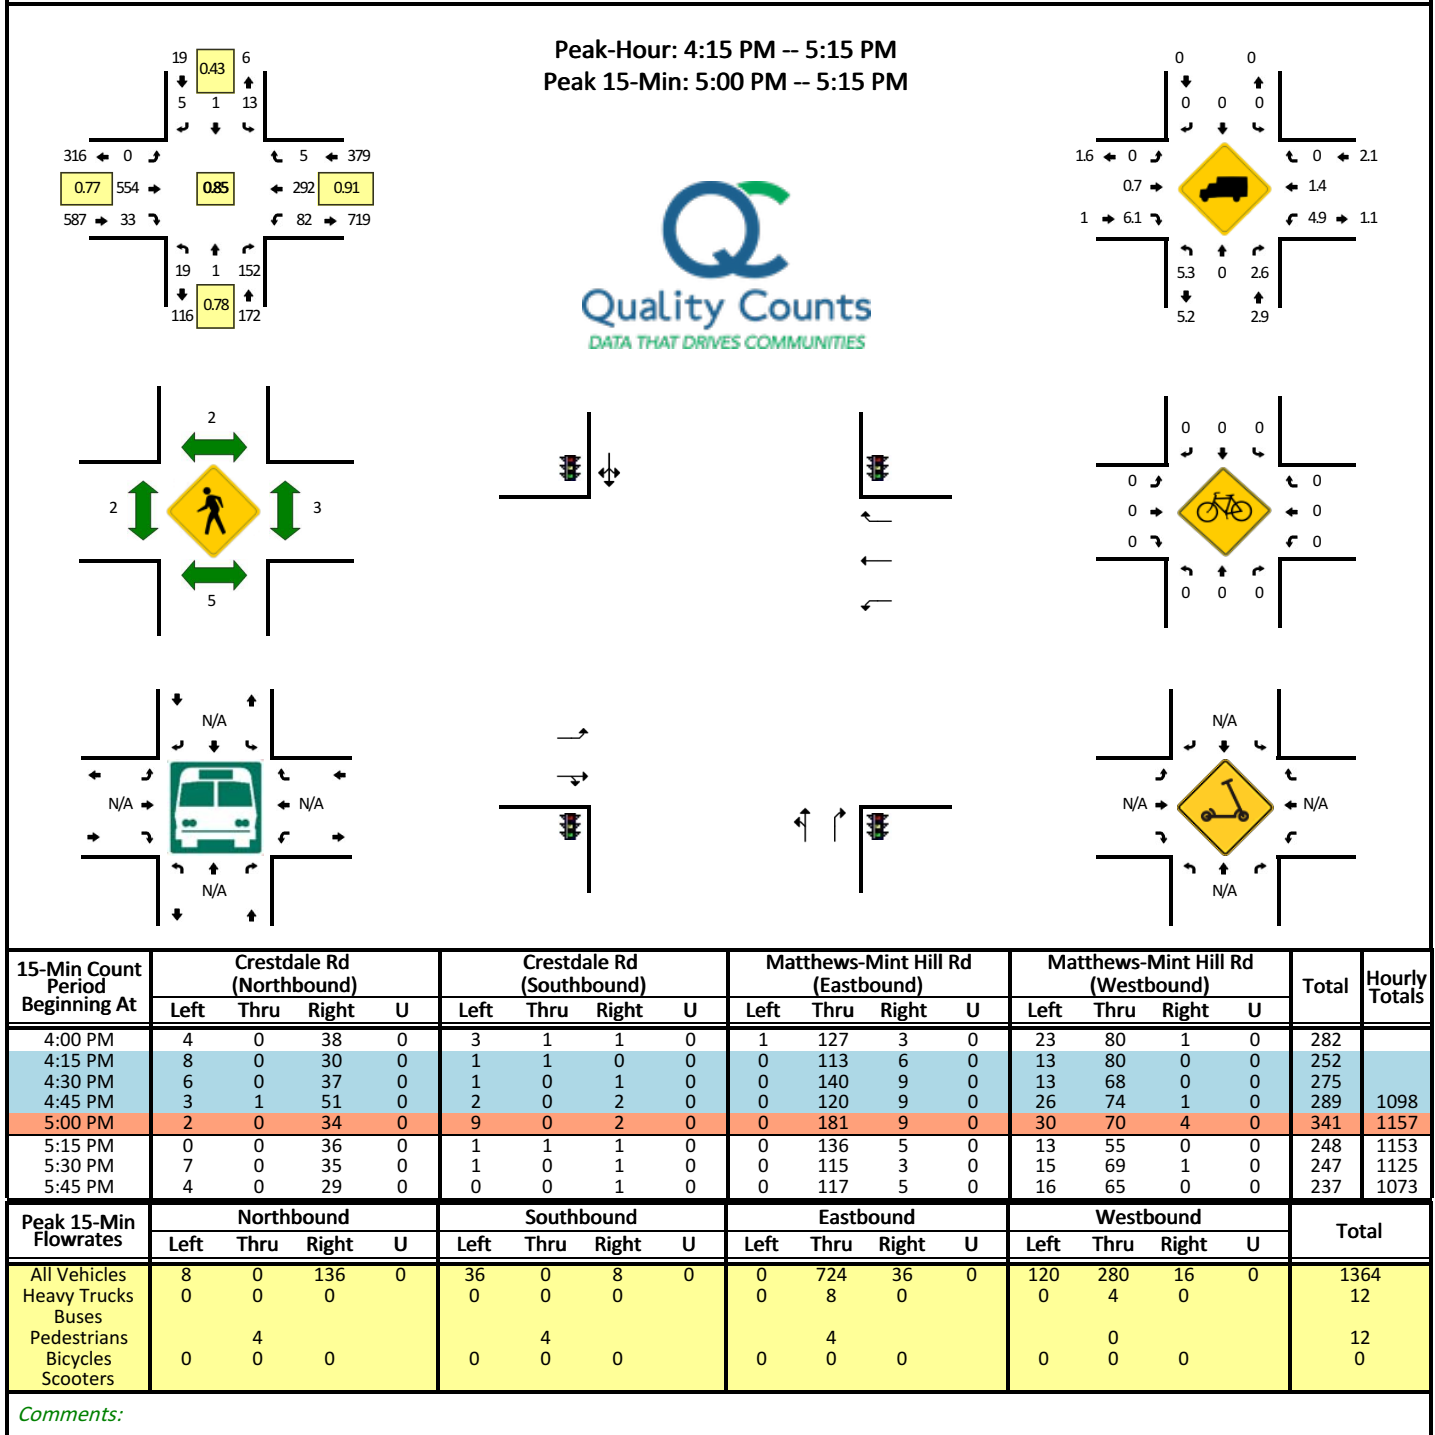 Peak-Hour: 4:15 PM -- 5:15 PM
Peak 15-Min: 5:00 PM -- 5:15 PM
19 0.43 6
5 1 13
316 0 5 379
0.77 554 0.85 292 0.91
587 33 82 719
19 1 152
116 0.78 172
Quality Counts
DATA THAT DRIVES COMMUNITIES
0 0
0 0 0
1.6 0 0 2.1
0.7 1.4
1 6.1 4.9 1.1
5.3 0 2.6
5.2 2.9
2
2 3
5
0 0 0
0 0
0 0
0 0
0 0 0
N/A
N/A N/A
N/A
N/A
N/A N/A
N/A
15-Min Count Crestdale Rd Crestdale Rd Matthews-Mint Hill Rd Matthews-Mint Hill Rd Total Hourly
Period (Northbound) (Southbound) (Eastbound) (Westbound) Totals
Beginning At Left Thru Right U Left Thru Right U Left Thru Right U Left Thru Right U
4:00 PM 4 0 38 0 3 1 1 0 1 127 3 0 23 80 1 0 282
4:15 PM 8 0 30 0 1 1 0 0 0 113 6 0 13 80 0 0 252
4:30 PM 6 0 37 0 1 0 1 0 0 140 9 0 13 68 0 0 275
4:45 PM 3 1 51 0 2 0 2 0 0 120 9 0 26 74 1 0 289 1098
5:00 PM 2 0 34 0 9 0 2 0 0 181 9 0 30 70 4 0 341 1157
5:15 PM 0 0 36 0 1 1 1 0 0 136 5 0 13 55 0 0 248 1153
5:30 PM 7 0 35 0 1 0 1 0 0 115 3 0 15 69 1 0 247 1125
5:45 PM 4 0 29 0 0 0 1 0 0 117 5 0 16 65 0 0 237 1073
Peak 15-Min Northbound Southbound Eastbound Westbound Total
Flowrates Left Thru Right U Left Thru Right U Left Thru Right U Left Thru Right U
All Vehicles 8 0 136 0 36 0 8 0 0 724 36 0 120 280 16 0 1364
Heavy Trucks 0 0 0 0 0 0 0 8 0 0 4 0 12
Buses
Pedestrians 4 4 4 0 12
Bicycles 0 0 0 0 0 0 0 0 0 0 0 0 0
Scooters
Comments: